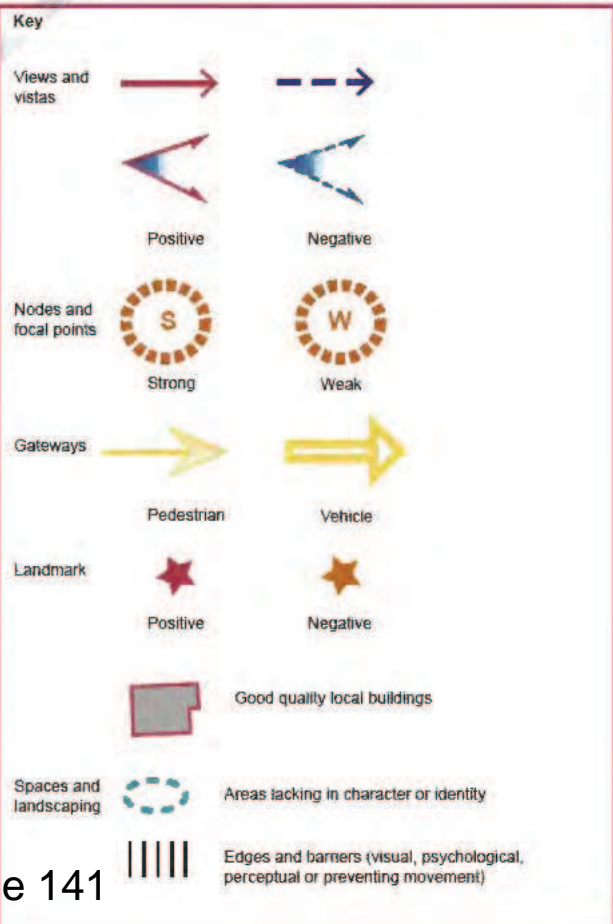 Key
Views and
vistas
Positive Negative
Nodes and
focal points
S W
Strong Weak
Gateways
Pedestrian Vehicle
Landmark
Positive Negative
Good quality local buildings
Spaces and
landscaping
Areas lacking in character or identity
Edges and barriers (visual, psychological,
perceptual or preventing movement)
e 141